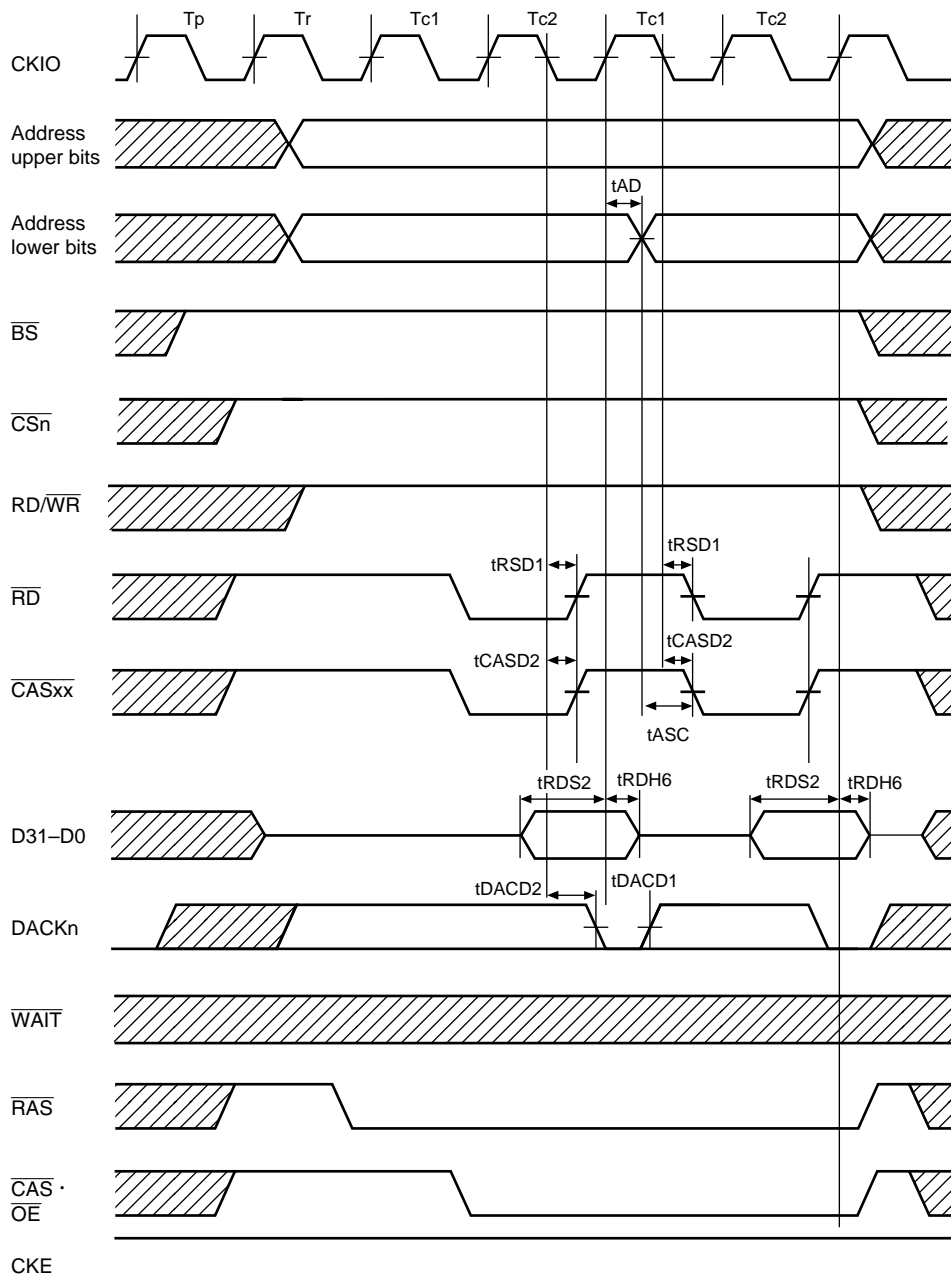 Tp Tr Tc1 Tc2 Tc1 Tc2
CKIO
Address
upper bits
tAD
Address
lower bits
BS
CSn
RD/WR
tRSD1 tRSD1
RD
tCASD2 tCASD2
CASxx
tASC
tRDS2 tRDH6 tRDS2 tRDH6
D31–D0
tDACD2 tDACD1
DACKn
WAIT
RAS
CAS ·
OE
CKE